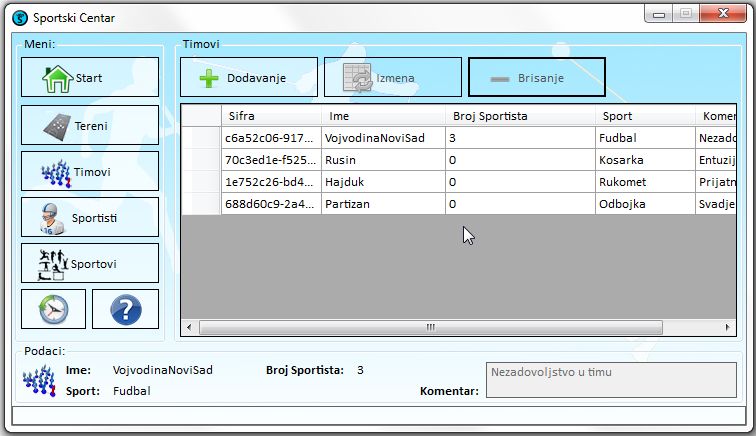 Sportski Centar
Meni:
Timovi
Start
Dodavanje
Izmena
Brisanje
Tereni
Timovi
Sportisti
Sportovi
Sifra Ime Broj Sportista Sport Komen
c6a52c06-917... VojvodinaNoviSad 3 Fudbal Nezado
70c3ed1e-f525... Rusin 0 Kosarka Entuzij
1e752c26-bd4... Hajduk 0 Rukomet Prijatn
688d60c9-2a4... Partizan 0 Odbojka Svadje
Podaci:
Ime: VojvodinaNoviSad Broj Sportista: 3
Sport: Fudbal Komentar: Nezadovoljstvo u timu